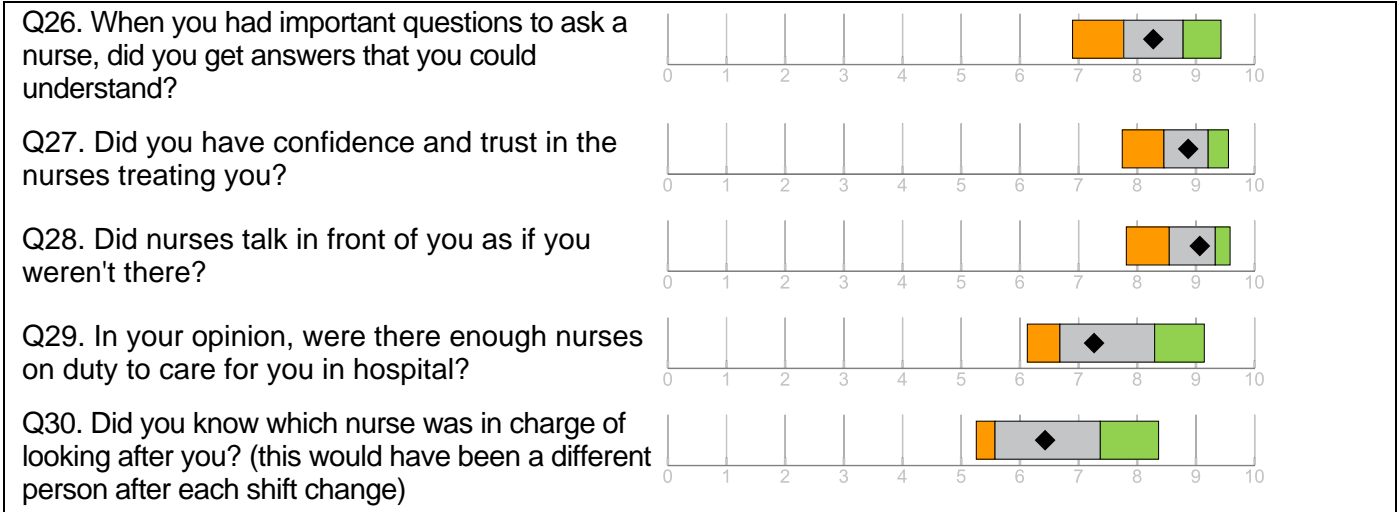 Q26. When you had important questions to ask a
nurse, did you get answers that you could
understand?
0 1 2 3 4 5 6 7 8 9 10
Q27. Did you have confidence and trust in the
nurses treating you?
0 1 2 3 4 5 6 7 8 9 10
Q28. Did nurses talk in front of you as if you
weren't there?
0 1 2 3 4 5 6 7 8 9 10
Q29. In your opinion, were there enough nurses
on duty to care for you in hospital?
0 1 2 3 4 5 6 7 8 9 10
Q30. Did you know which nurse was in charge of
looking after you? (this would have been a different
person after each shift change)
0 1 2 3 4 5 6 7 8 9 10